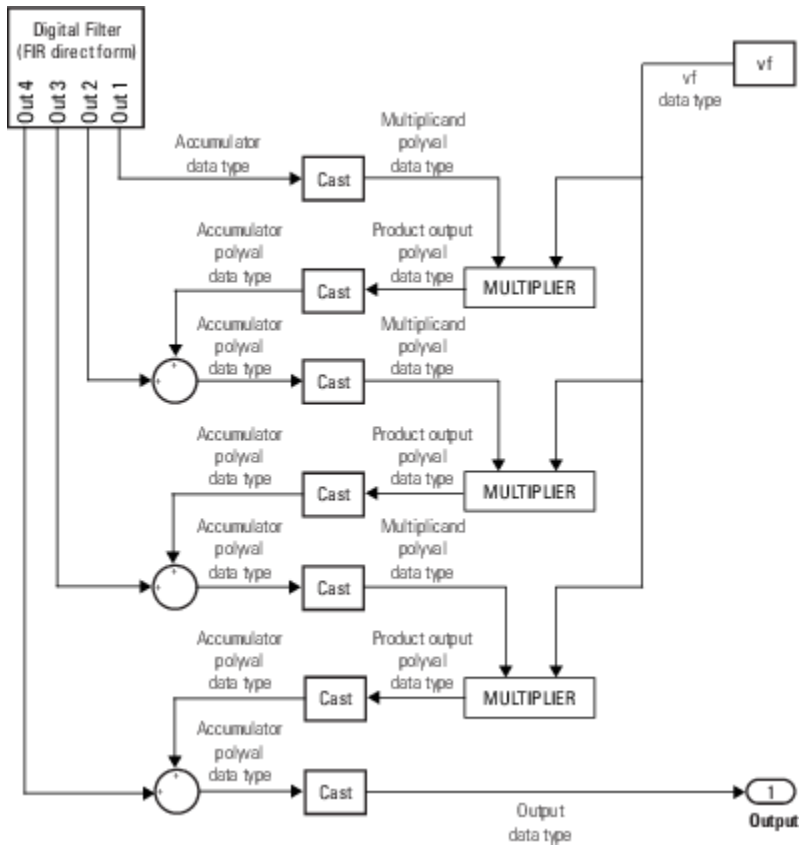 Digital Filter
(FIR direct form)
Out 4
Out 3
Out 2
Out 1
vf
vf
data type
Accumulator
data type
Cast
Multiplicand
polyval
data type
Accumulator
polyval
data type
Cast
Product output
polyval
data type
MULTIPLIER
Accumulator
polyval
data type
Cast
Multiplicand
polyval
data type
+
+
Accumulator
polyval
data type
Cast
Product output
polyval
data type
MULTIPLIER
Accumulator
polyval
data type
Cast
Multiplicand
polyval
data type
+
+
Accumulator
polyval
data type
Cast
Product output
polyval
data type
MULTIPLIER
Accumulator
polyval
data type
+
+
Cast
Output
data type
1
Output